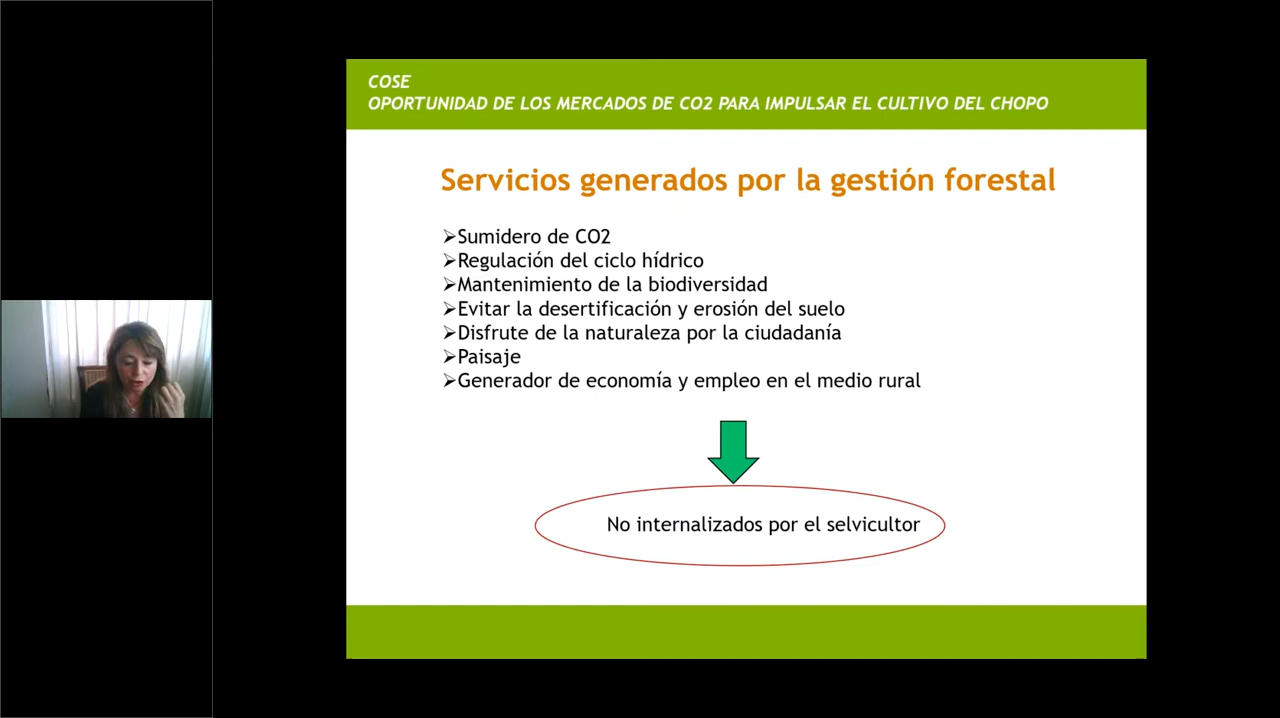 COSE
OPORTUNIDAD DE LOS MERCADOS DE CO2 PARA IMPULSAR EL CULTIVO DEL CHOPO
Servicios generados por la gestión forestal
➢Sumidero de CO2
➢Regulación del ciclo hídrico
➢Mantenimiento de la biodiversidad
➢Evitar la desertificación y erosión del suelo
➢Disfrute de la naturaleza por la ciudadanía
➢Paisaje
➢Generador de economía y empleo en el medio rural
No internalizados por el selvicultor